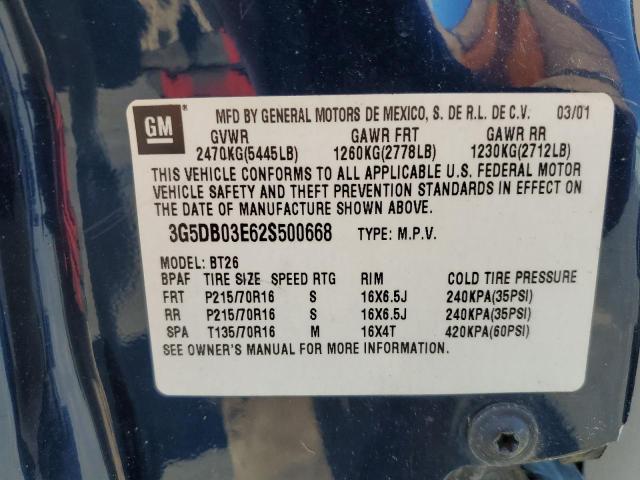 GM MFD BY GENERAL MOTORS DE MEXICO, S. DE R.L. DE C.V. 03/01
GVWR GAWR FRT GAWR RR
2470KG(5445LB) 1260KG(2778LB) 1230KG(2712LB)
THIS VEHICLE CONFORMS TO ALL APPLICABLE U.S. FEDERAL MOTOR
VEHICLE SAFETY AND THEFT PREVENTION STANDARDS IN EFFECT ON
THE DATE OF MANUFACTURE SHOWN ABOVE.
3G5DB03E62S500668 TYPE: M.P.V.
MODEL: BT26
BPAF TIRE SIZE SPEED RTG RIM COLD TIRE PRESSURE
FRT P215/70R16 S 16X6.5J 240KPA(35PSI)
RR P215/70R16 S 16X6.5J 240KPA(35PSI)
SPA T135/70R16 M 16X4T 420KPA(60PSI)
SEE OWNER'S MANUAL FOR MORE INFORMATION.